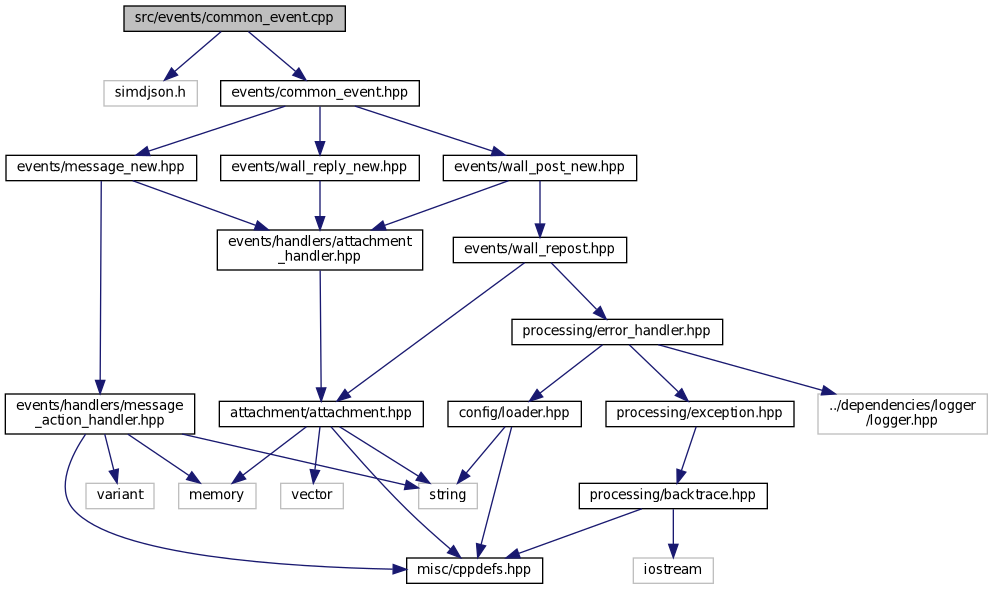 src/events/common_event.cpp
simdjson.h
events/common_event.hpp
events/message_new.hpp
events/wall_reply_new.hpp
events/wall_post_new.hpp
events/handlers/attachment
_handler.hpp
events/wall_repost.hpp
processing/error_handler.hpp
events/handlers/message
_action_handler.hpp
attachment/attachment.hpp
config/loader.hpp
processing/exception.hpp
../dependencies/logger
/logger.hpp
variant
memory
vector
string
processing/backtrace.hpp
misc/cppdefs.hpp
iostream